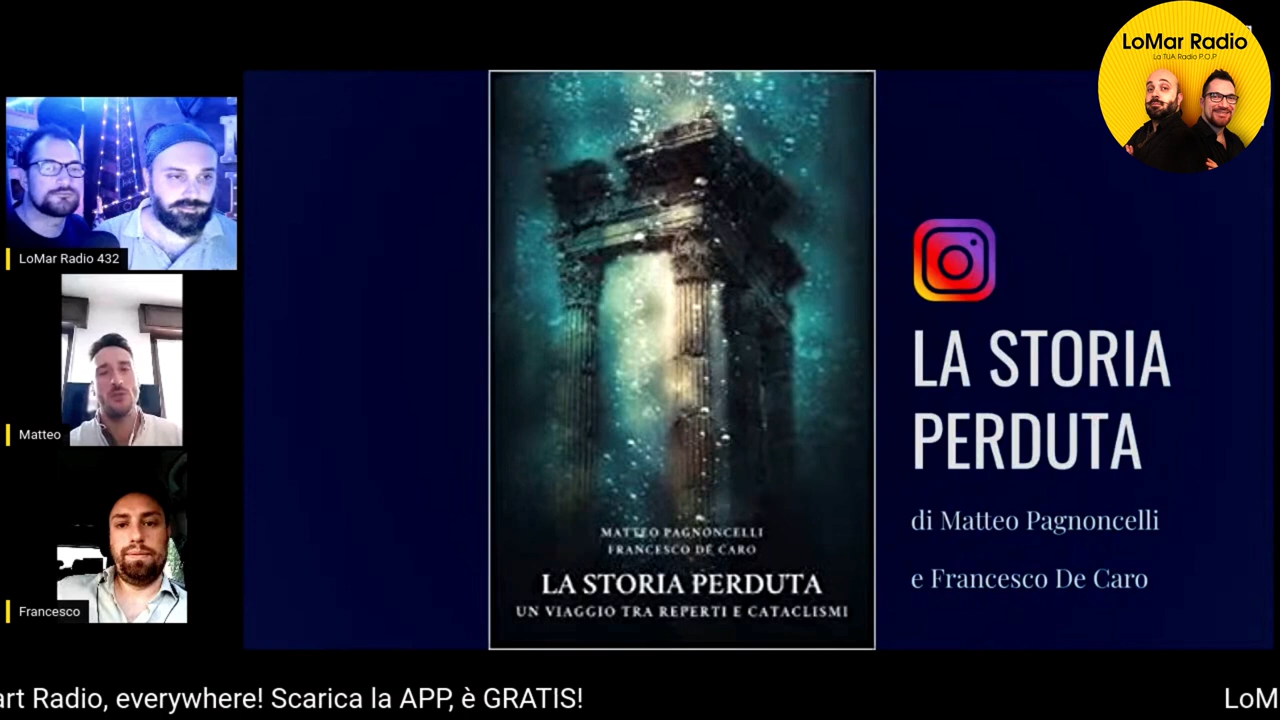 LoMar Radio
La TUA Radio P.O.P
LoMar Radio 432
Matteo
Francesco
MATTEO PAGNONCELLI
FRANCESCO DE CARO
LA STORIA PERDUTA
UN VIAGGIO TRA REPERTI E CATACLISMI
LA STORIA
PERDUTA
di Matteo Pagnoncelli
e Francesco De Caro
art Radio, everywhere! Scarica la APP, è GRATIS!
LoM